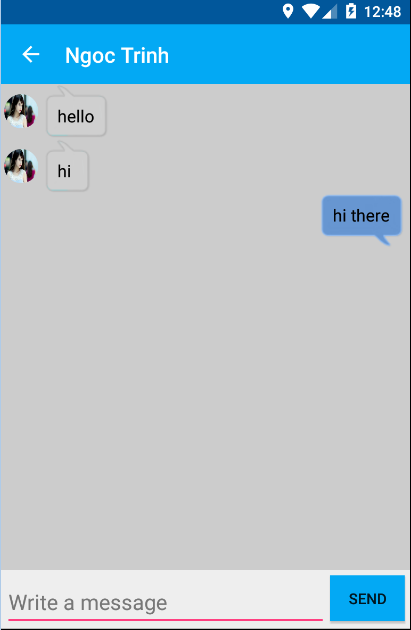 12:48
Ngoc Trinh
hello
hi
hi there
Write a message
SEND